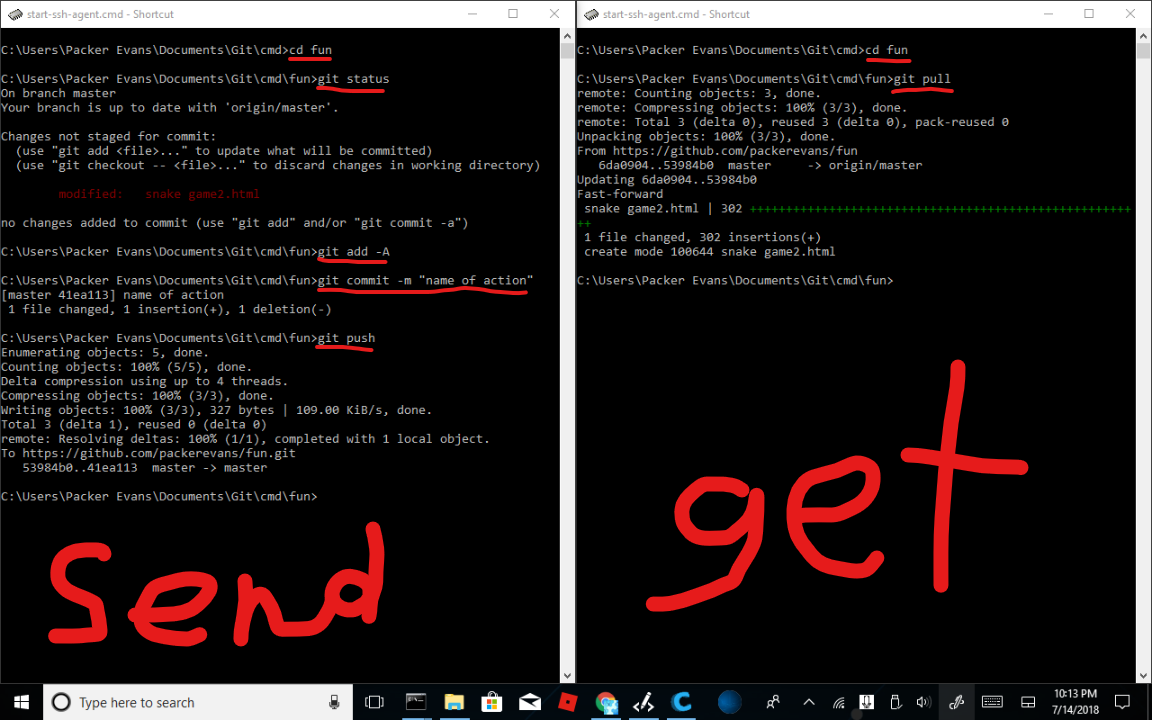 start-ssh-agent.cmd - Shortcut
C:\Users\Packer Evans\Documents\Git\cmd>cd fun
C:\Users\Packer Evans\Documents\Git\cmd\fun>git status
On branch master
Your branch is up to date with 'origin/master'.
Changes not staged for commit:
  (use "git add <file>..." to update what will be committed)
  (use "git checkout -- <file>..." to discard changes in working directory)
        modified:   snake game2.html
no changes added to commit (use "git add" and/or "git commit -a")
C:\Users\Packer Evans\Documents\Git\cmd\fun>git add -A
C:\Users\Packer Evans\Documents\Git\cmd\fun>git commit -m "name of action"
[master 41ea113] name of action
 1 file changed, 1 insertion(+), 1 deletion(-)
C:\Users\Packer Evans\Documents\Git\cmd\fun>git push
Enumerating objects: 5, done.
Counting objects: 100% (5/5), done.
Delta compression using up to 4 threads.
Compressing objects: 100% (3/3), done.
Writing objects: 100% (3/3), 327 bytes | 109.00 KiB/s, done.
Total 3 (delta 1), reused 0 (delta 0)
remote: Resolving deltas: 100% (1/1), completed with 1 local object.
To https://github.com/packerevans/fun.git
   53984b0..41ea113  master -> master
C:\Users\Packer Evans\Documents\Git\cmd\fun>
send
start-ssh-agent.cmd - Shortcut
C:\Users\Packer Evans\Documents\Git\cmd>cd fun
C:\Users\Packer Evans\Documents\Git\cmd\fun>git pull
remote: Counting objects: 3, done.
remote: Compressing objects: 100% (3/3), done.
remote: Total 3 (delta 0), reused 3 (delta 0), pack-reused 0
Unpacking objects: 100% (3/3), done.
From https://github.com/packerevans/fun
   6da0904..53984b0  master     -> origin/master
Updating 6da0904..53984b0
Fast-forward
 snake game2.html | 302 +++++++++++++++++++++++++++++++++++++++++++++++++++++
++
 1 file changed, 302 insertions(+)
 create mode 100644 snake game2.html
C:\Users\Packer Evans\Documents\Git\cmd\fun>
get
Type here to search
10:13 PM
7/14/2018